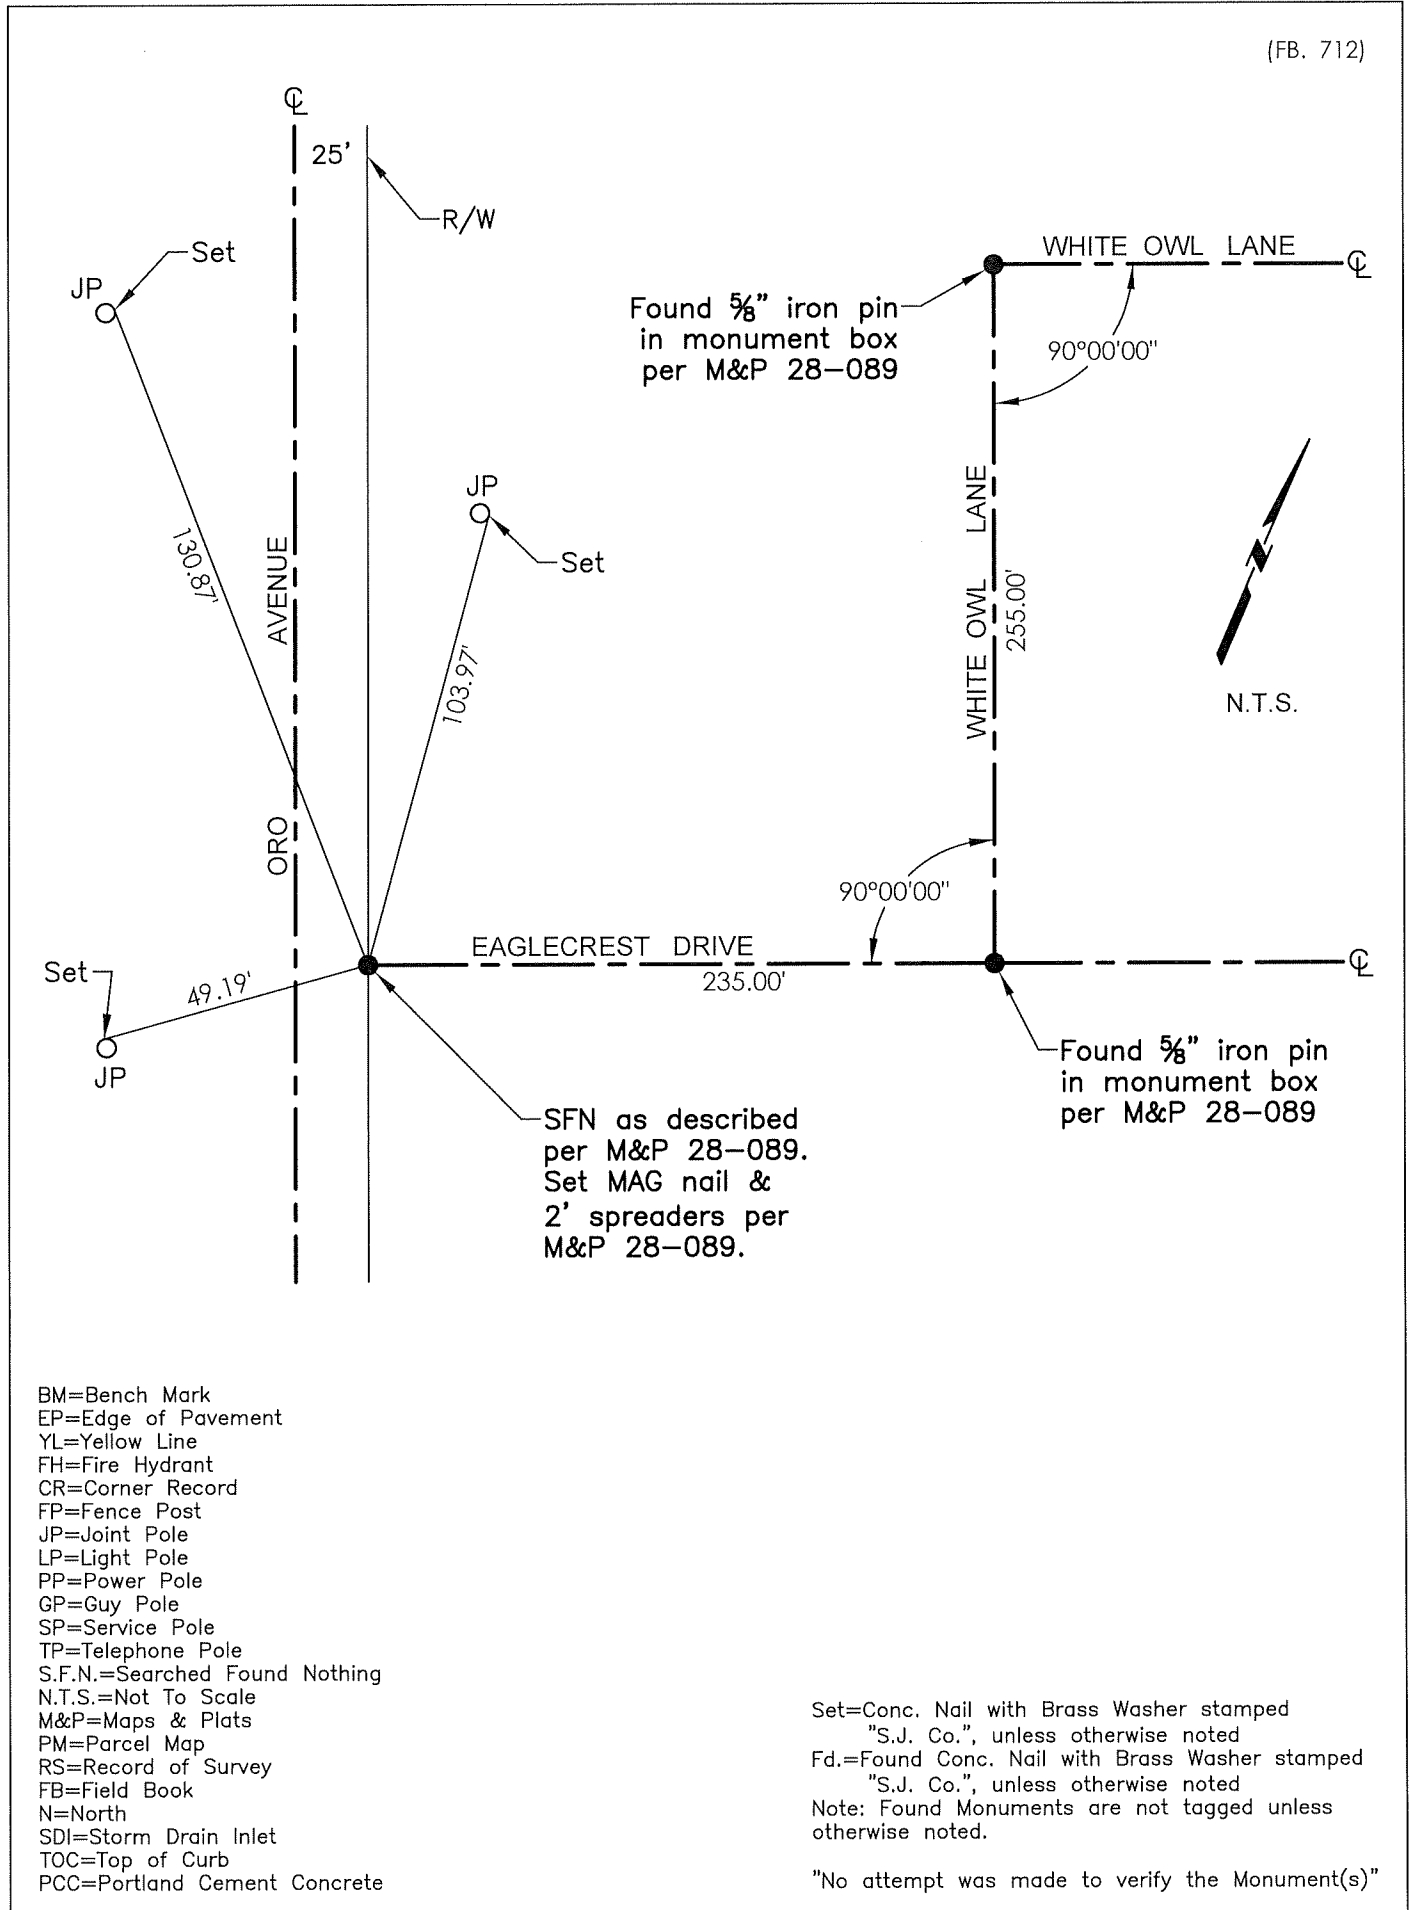 (FB. 712)
℄
25'
R/W
Set
JP
WHITE OWL LANE
℄
Found ⅝" iron pin
in monument box
per M&P 28-089
90°00'00"
JP
Set
130.87'
AVENUE
ORO
103.97'
WHITE OWL LANE
255.00'
N
N.T.S.
90°00'00"
EAGLECREST DRIVE
235.00'
℄
Set
49.19'
JP
Found ⅝" iron pin
in monument box
per M&P 28-089
SFN as described
per M&P 28-089.
Set MAG nail &
2' spreaders per
M&P 28-089.
BM=Bench Mark
EP=Edge of Pavement
YL=Yellow Line
FH=Fire Hydrant
CR=Corner Record
FP=Fence Post
JP=Joint Pole
LP=Light Pole
PP=Power Pole
GP=Guy Pole
SP=Service Pole
TP=Telephone Pole
S.F.N.=Searched Found Nothing
N.T.S.=Not To Scale
M&P=Maps & Plats
PM=Parcel Map
RS=Record of Survey
FB=Field Book
N=North
SDI=Storm Drain Inlet
TOC=Top of Curb
PCC=Portland Cement Concrete
Set=Conc. Nail with Brass Washer stamped
"S.J. Co.", unless otherwise noted
Fd.=Found Conc. Nail with Brass Washer stamped
"S.J. Co.", unless otherwise noted
Note: Found Monuments are not tagged unless
otherwise noted.
"No attempt was made to verify the Monument(s)"